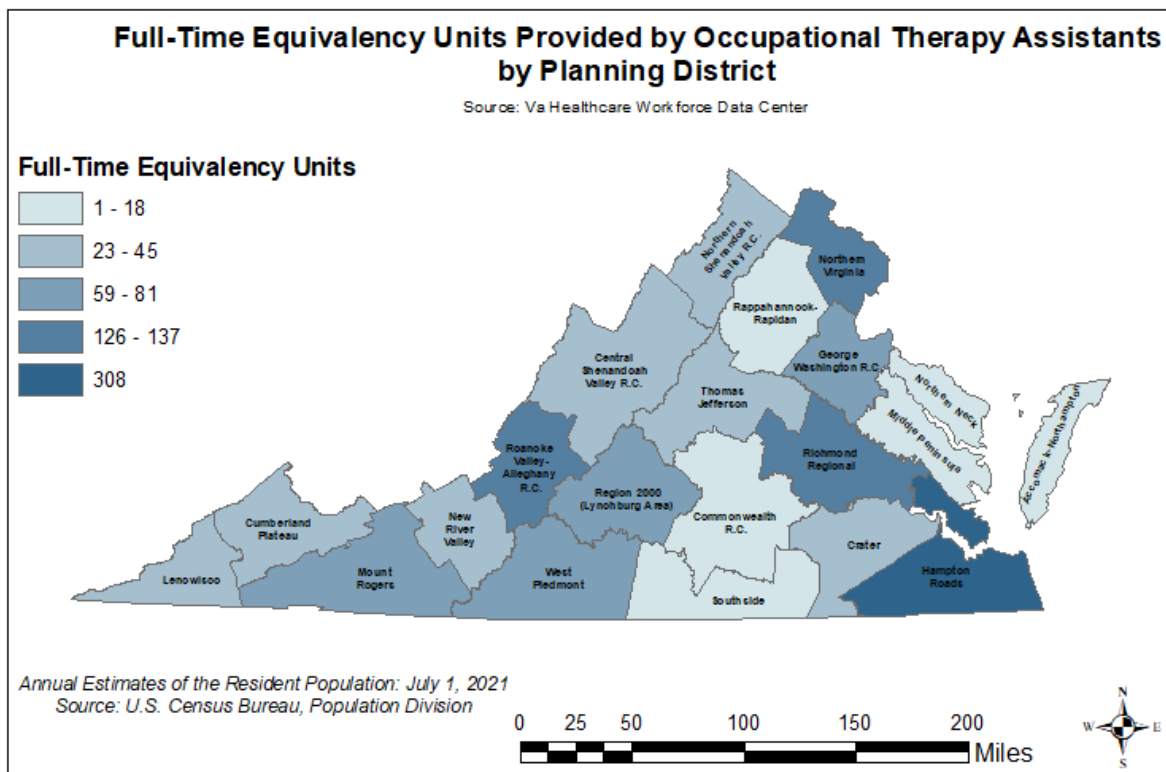 Full-Time Equivalency Units Provided by Occupational Therapy Assistants
by Planning District
Source: Va Healthcare Workforce Data Center
Full-Time Equivalency Units
1 - 18
23 - 45
59 - 81
126 - 137
308
Northern
Shenandoah
Valley R.C.
Northern
Virginia
Rappahannock-
Rapidan
Central
Shenandoah
Valley R.C.
George
Washington R.C.
Thomas
Jefferson
Northern Neck
Middle peninsura
Accomack-Northampton
Roanoke
Valley-
Alleghany
R.C.
Richmond
Regional
Region 2000
(Lynchburg Area)
Commonwealth
R.C.
Cumberland
Plateau
New
River
Valley
Crater
Lenowisco
Mount
Rogers
West
Piedmont
Southside
Hampton
Roads
Annual Estimates of the Resident Population: July 1, 2021
Source: U.S. Census Bureau, Population Division
0 25 50 100 150 200
Miles
N
W E
S